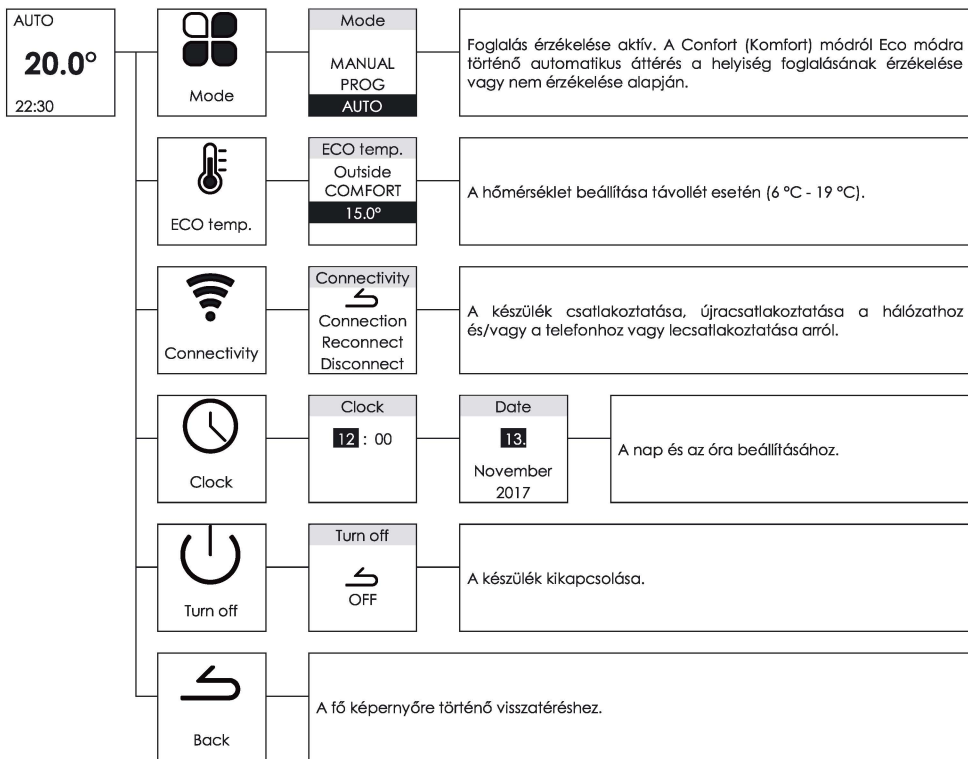 AUTO
20.0°
22:30
Mode
Mode
MANUAL
PROG
AUTO
Foglalás érzékelése aktív. A Confort (Komfort) módról Eco módra
történő automatikus áttérés a helyiség foglalásának érzékelése
vagy nem érzékelése alapján.
ECO temp.
ECO temp.
Outside
COMFORT
15.0°
A hőmérséklet beállítása távollét esetén (6 °C - 19 °C).
Connectivity
Connectivity
Connection
Reconnect
Disconnect
A készülék csatlakoztatása, újracsatlakoztatása a hálózathoz
és/vagy a telefonhoz vagy lecsatlakoztatása arról.
Clock
Clock
12 : 00
Date
13.
November
2017
A nap és az óra beállításához.
Turn off
Turn off
OFF
A készülék kikapcsolása.
Back
A fő képernyőre történő visszatéréshez.